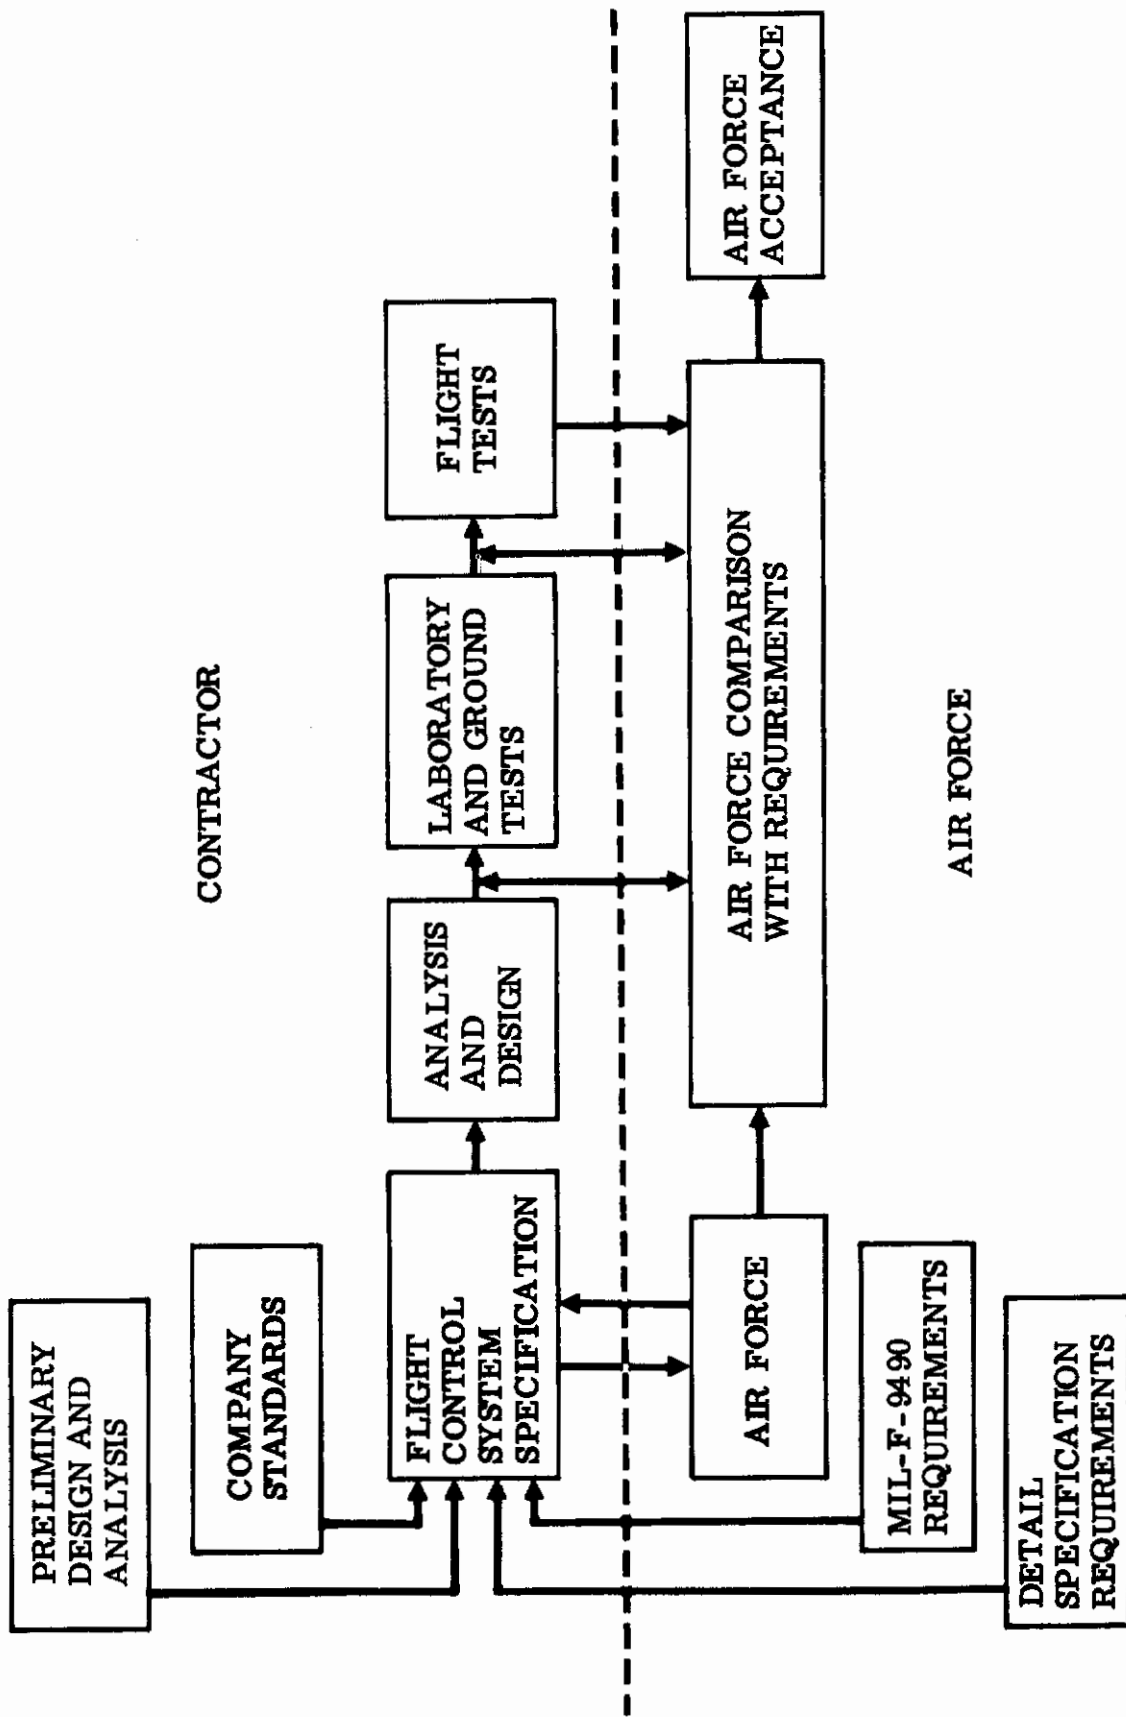 CONTRACTOR
PRELIMINARY
DESIGN AND
ANALYSIS
COMPANY
STANDARDS
FLIGHT
CONTROL
SYSTEM
SPECIFICATION
ANALYSIS
AND
DESIGN
LABORATORY
AND GROUND
TESTS
FLIGHT
TESTS
AIR FORCE
AIR FORCE COMPARISON
WITH REQUIREMENTS
AIR FORCE
ACCEPTANCE
MIL-F-9490
REQUIREMENTS
DETAIL
SPECIFICATION
REQUIREMENTS
AIR FORCE